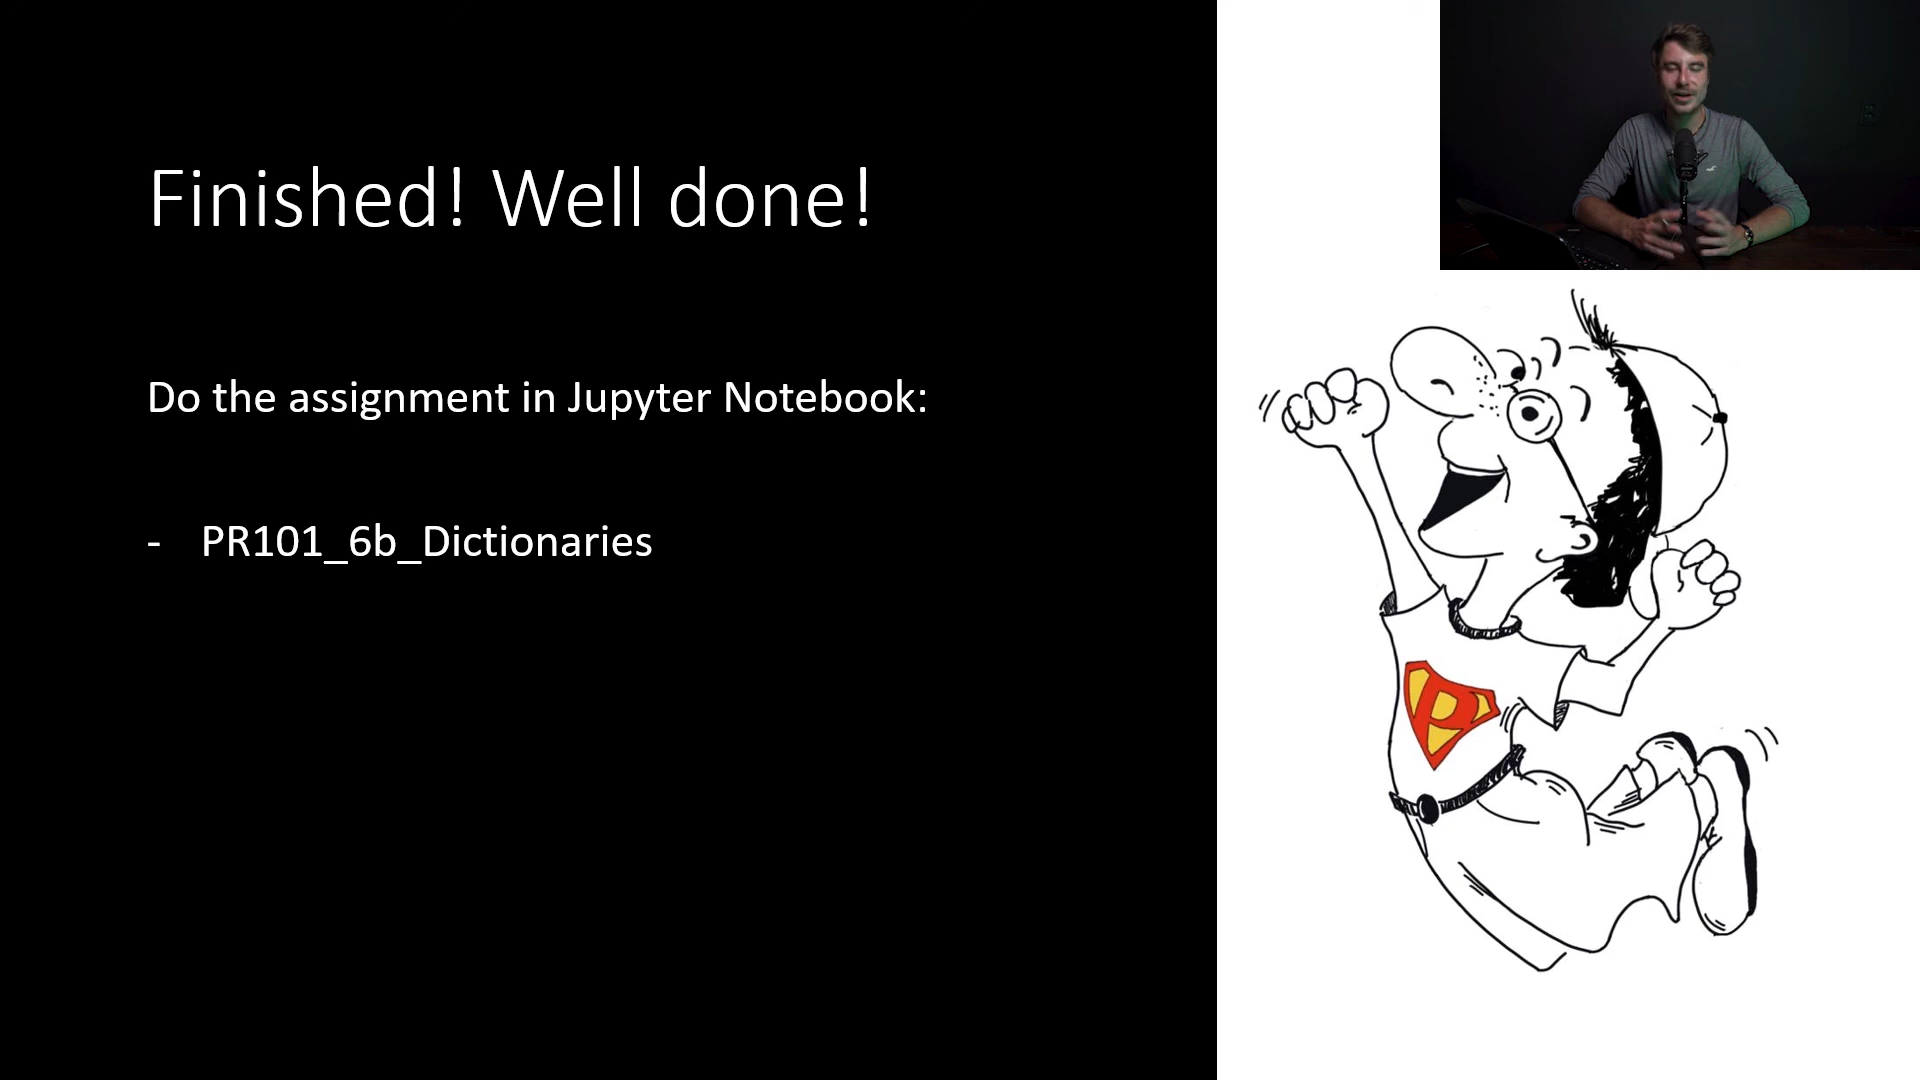 Finished! Well done!
Do the assignment in Jupyter Notebook:
- PR101_6b_Dictionaries
P